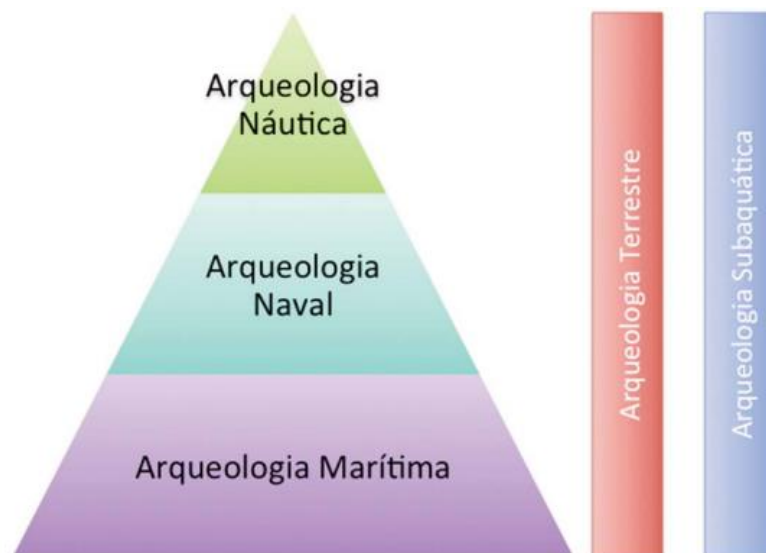 Arqueologia
Náutica
Arqueologia
Naval
Arqueologia Marítima
Arqueologia Terrestre
Arqueologia Subaquática